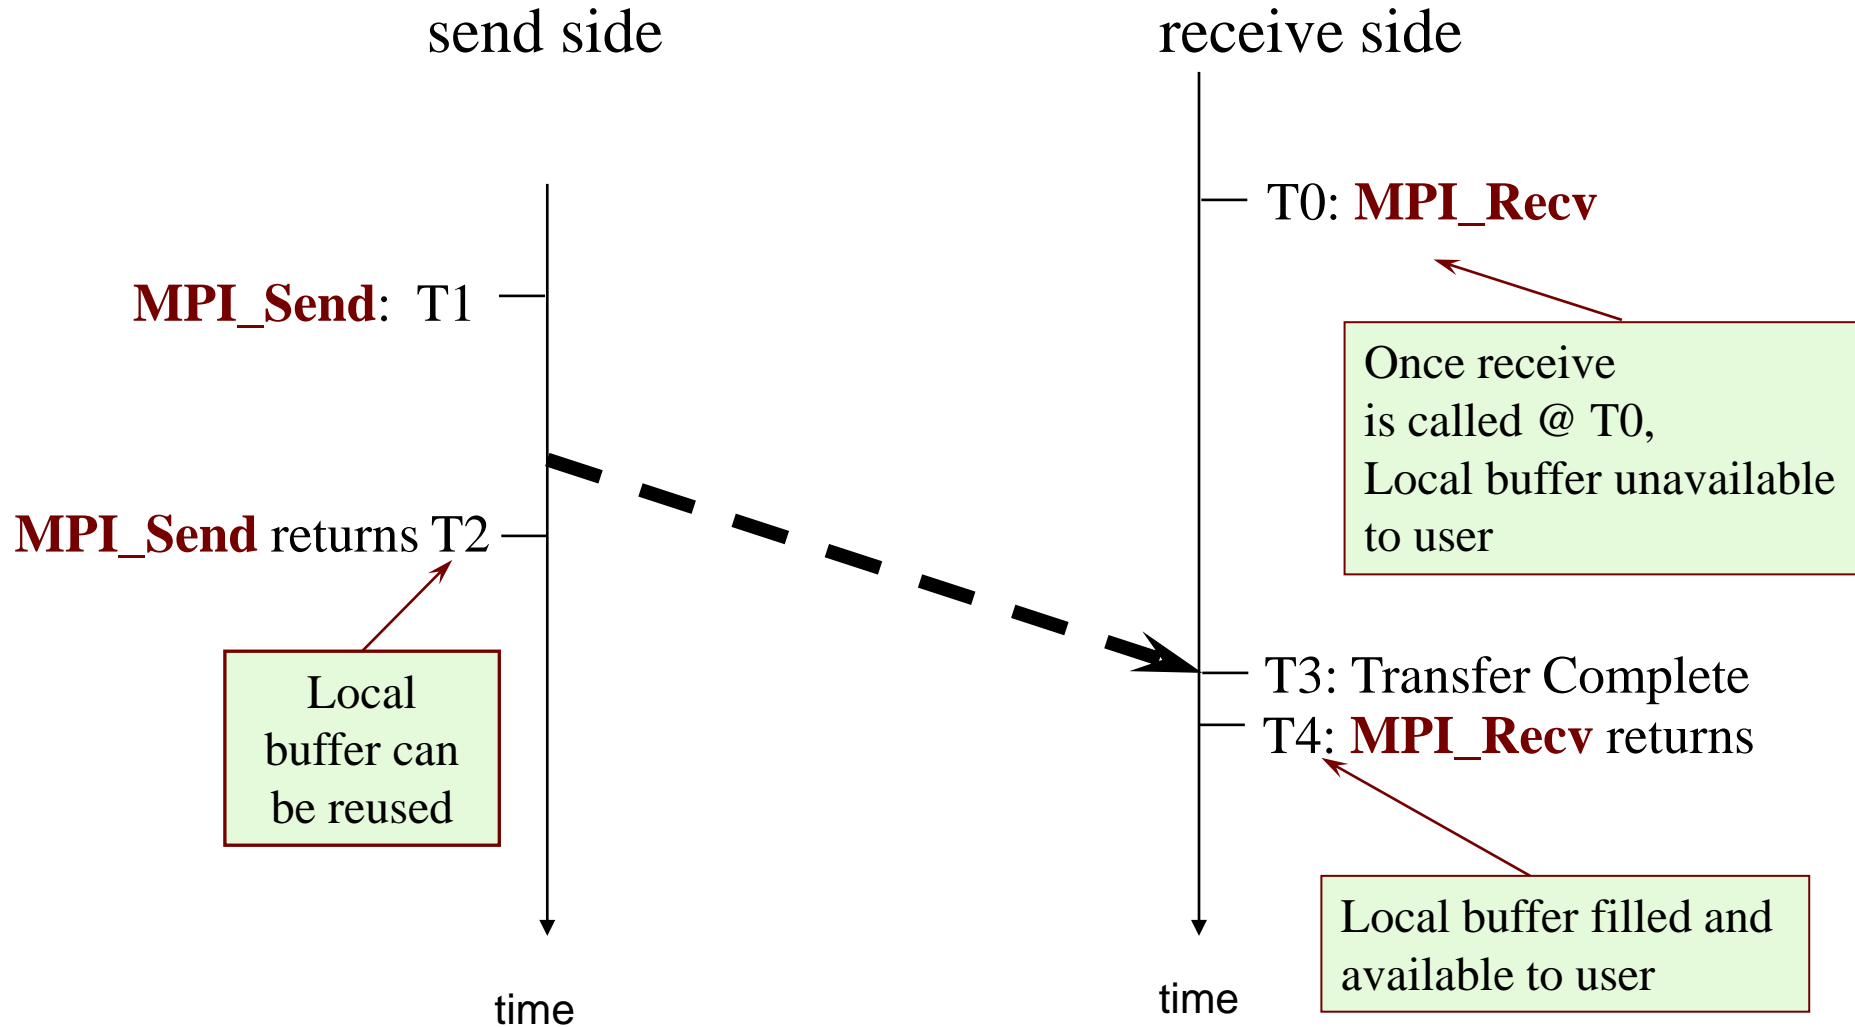 send side
receive side
T0: MPI_Recv
MPI_Send: T1
Once receive
is called @ T0,
Local buffer unavailable
to user
MPI_Send returns T2
Local
buffer can
be reused
T3: Transfer Complete
T4: MPI_Recv returns
Local buffer filled and
available to user
time
time